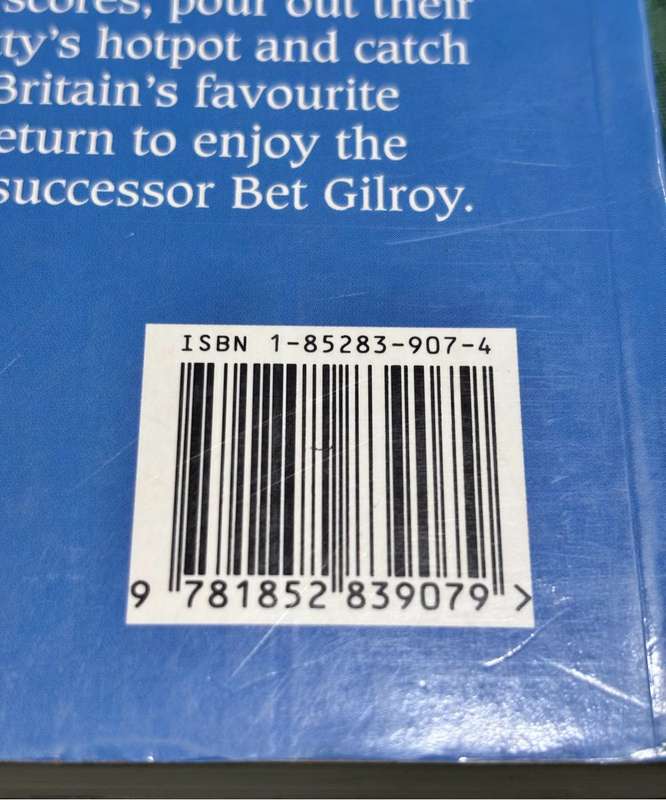 scores, pour out their
tty's hotpot and catch
Britain's favourite
eturn to enjoy the
successor Bet Gilroy.
ISBN 1-85283-907-4
9 781852 839079 >